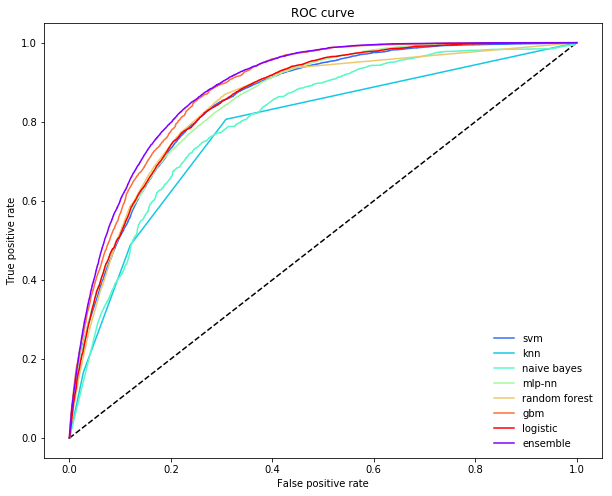 ROC curve
True positive rate
1.0
0.8
0.6
0.4
0.2
0.0
svm
knn
naive bayes
mlp-nn
random forest
gbm
logistic
ensemble
0.0 0.2 0.4 0.6 0.8 1.0
False positive rate